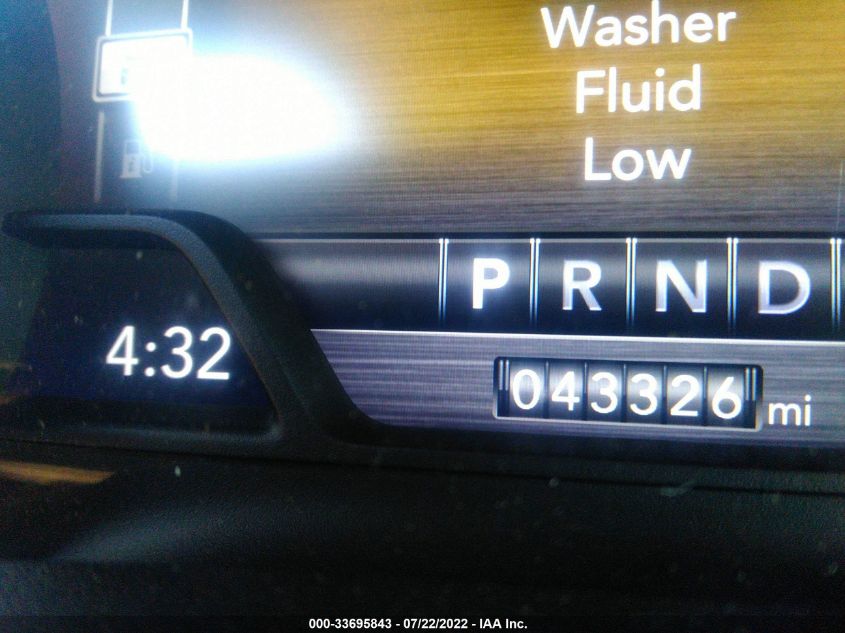 Washer
Fluid
Low
P R N D
4:32
043326 mi
000-33695843 - 07/22/2022 - IAA Inc.